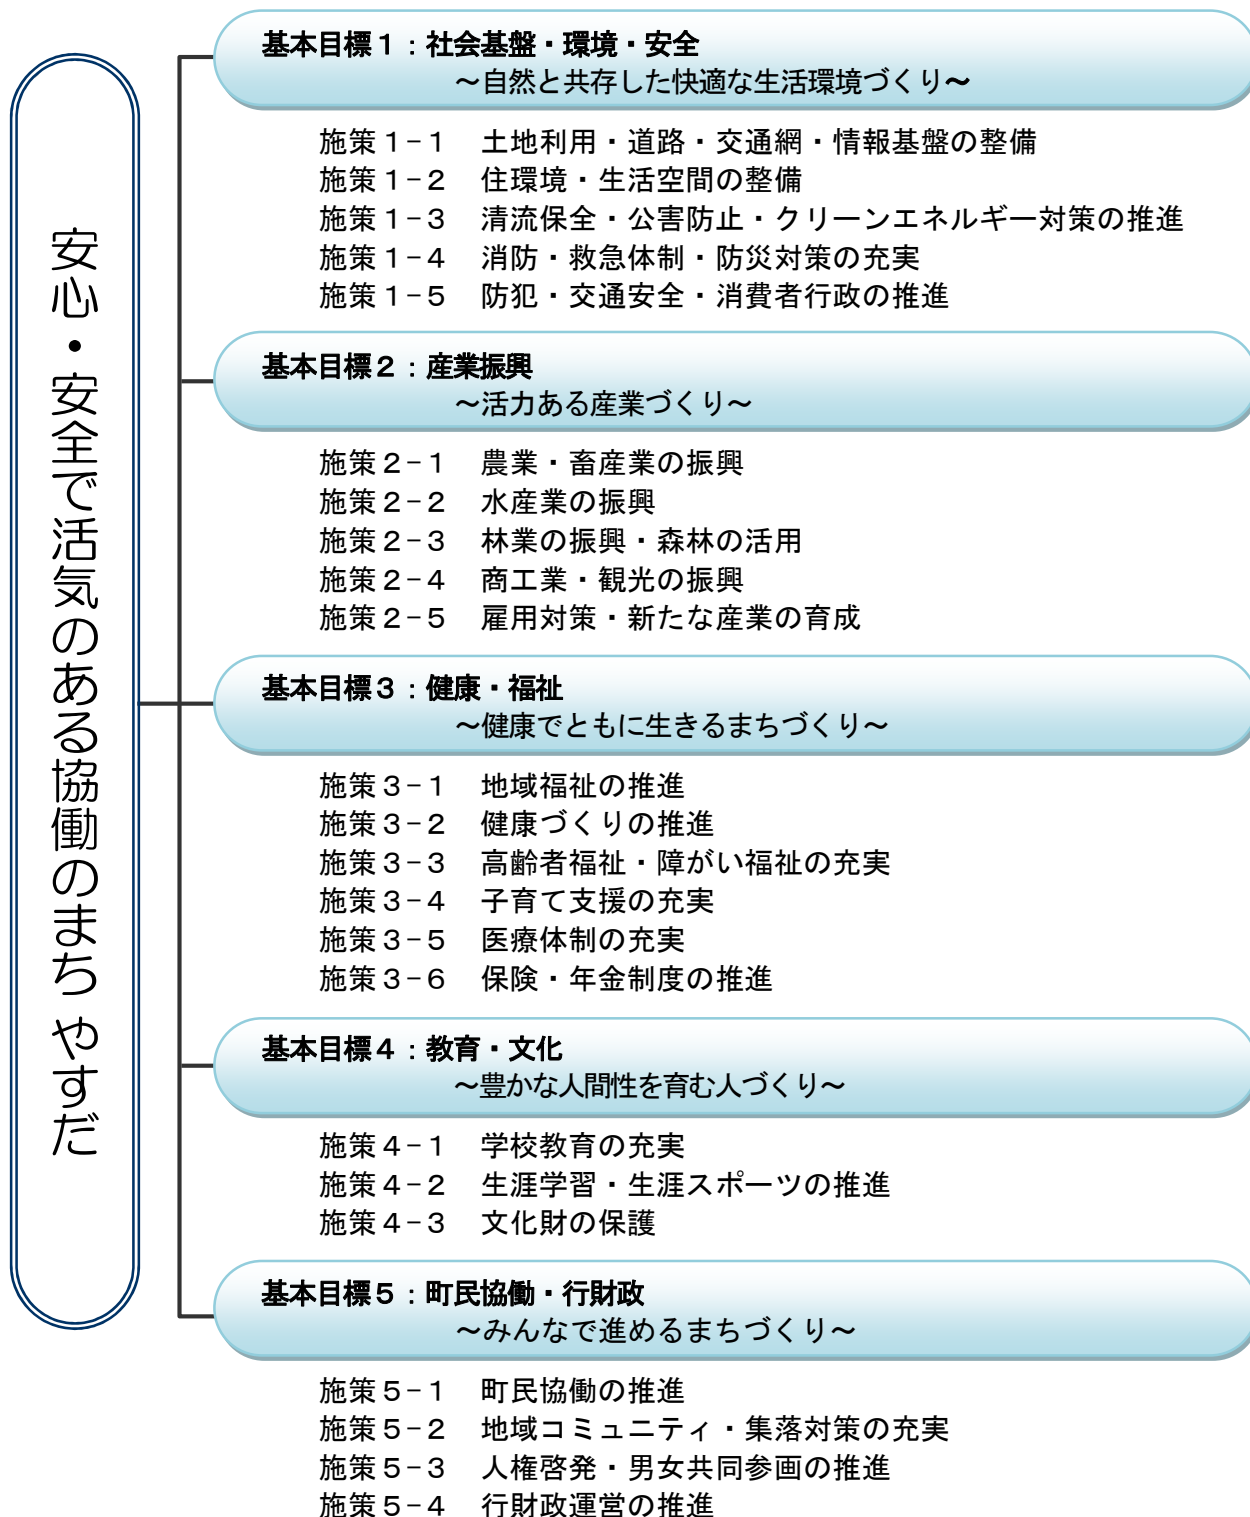 安心・安全で活気のある協働のまち やすだ
基本目標１：社会基盤・環境・安全
～自然と共存した快適な生活環境づくり～
施策１－１　土地利用・道路・交通網・情報基盤の整備
施策１－２　住環境・生活空間の整備
施策１－３　清流保全・公害防止・クリーンエネルギー対策の推進
施策１－４　消防・救急体制・防災対策の充実
施策１－５　防犯・交通安全・消費者行政の推進
基本目標２：産業振興
～活力ある産業づくり～
施策２－１　農業・畜産業の振興
施策２－２　水産業の振興
施策２－３　林業の振興・森林の活用
施策２－４　商工業・観光の振興
施策２－５　雇用対策・新たな産業の育成
基本目標３：健康・福祉
～健康でともに生きるまちづくり～
施策３－１　地域福祉の推進
施策３－２　健康づくりの推進
施策３－３　高齢者福祉・障がい福祉の充実
施策３－４　子育て支援の充実
施策３－５　医療体制の充実
施策３－６　保険・年金制度の推進
基本目標４：教育・文化
～豊かな人間性を育む人づくり～
施策４－１　学校教育の充実
施策４－２　生涯学習・生涯スポーツの推進
施策４－３　文化財の保護
基本目標５：町民協働・行財政
～みんなで進めるまちづくり～
施策５－１　町民協働の推進
施策５－２　地域コミュニティ・集落対策の充実
施策５－３　人権啓発・男女共同参画の推進
施策５－４　行財政運営の推進